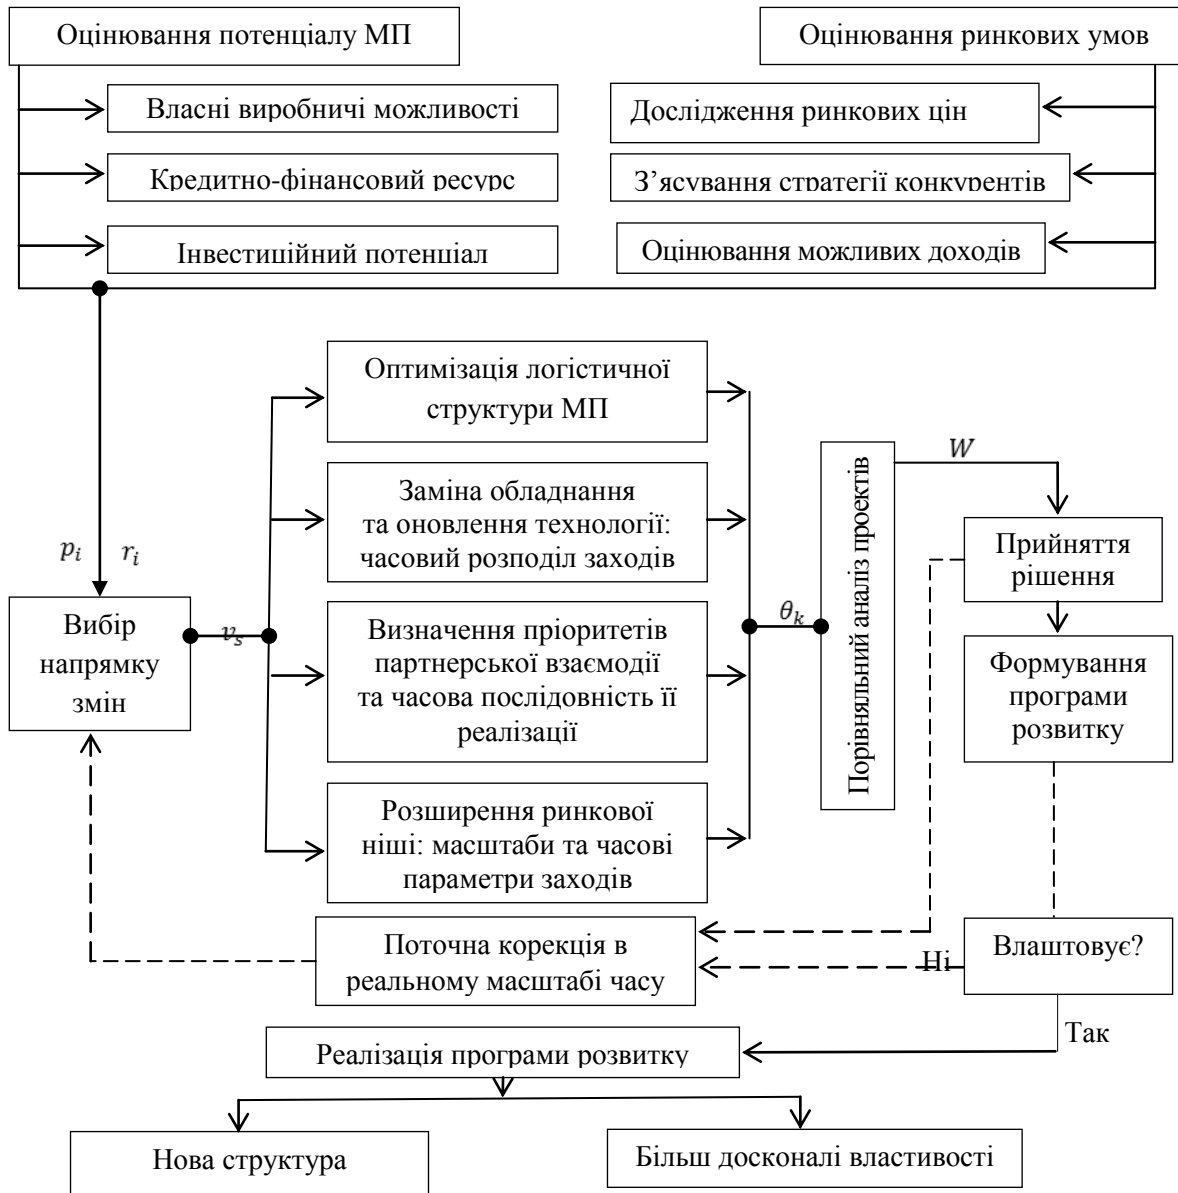 Оцінювання потенціалу МП
Оцінювання ринкових умов
Власні виробничі можливості
Дослідження ринкових цін
Кредитно-фінансовий ресурс
З’ясування стратегії конкурентів
Інвестиційний потенціал
Оцінювання можливих доходів
Оптимізація логістичної
структури МП
Заміна обладнання
та оновлення технології:
часовий розподіл заходів
Визначення пріоритетів
партнерської взаємодії
та часова послідовність її
реалізації
Розширення ринкової
ніші: масштаби та часові
параметри заходів
p_i r_i
Вибір
напрямку
змін
v_s
θ_k
Порівняльний аналіз проектів
W
Прийняття
рішення
Формування
програми
розвитку
Влаштовує?
Ні
Так
Поточна корекція в
реальному масштабі часу
Реалізація програми розвитку
Нова структура
Більш досконалі властивості